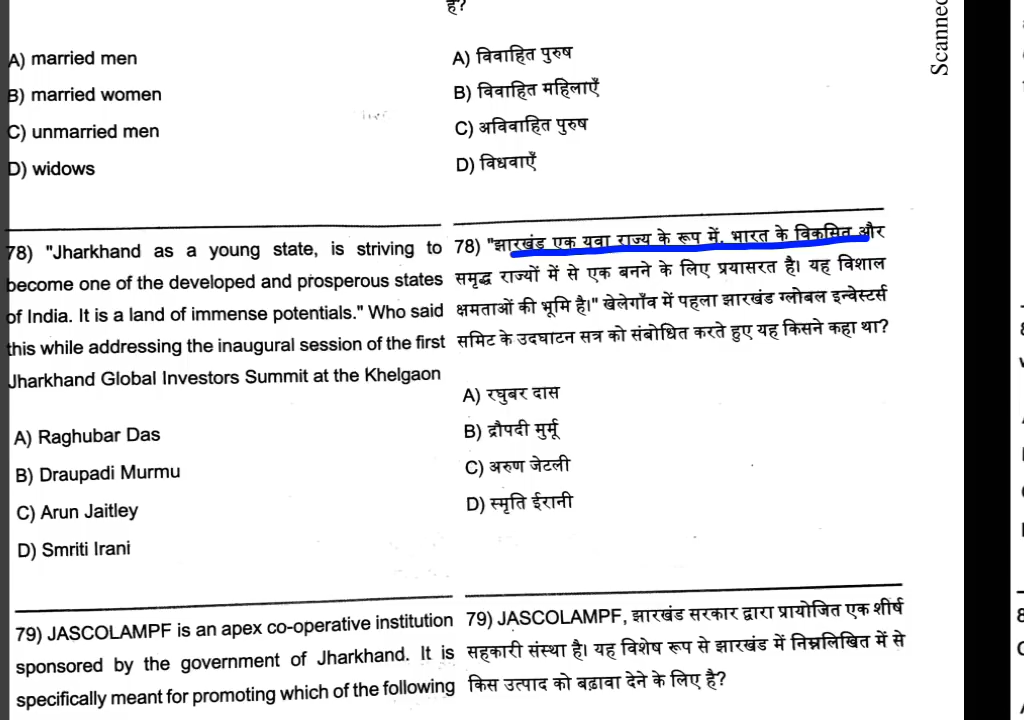 है?
A) married men
B) married women
C) unmarried men
D) widows
A) विवाहित पुरुष
B) विवाहित महिलाएँ
C) अविवाहित पुरुष
D) विधवाएँ
78) "Jharkhand as a young state, is striving to
become one of the developed and prosperous states
of India. It is a land of immense potentials." Who said
this while addressing the inaugural session of the first
Jharkhand Global Investors Summit at the Khelgaon
A) Raghubar Das
B) Draupadi Murmu
C) Arun Jaitley
D) Smriti Irani
78) "झारखंड एक युवा राज्य के रूप में, भारत के विकसित और
समृद्ध राज्यों में से एक बनने के लिए प्रयासरत है। यह विशाल
क्षमताओं की भूमि है।" खेलेगाँव में पहला झारखंड ग्लोबल इन्वेस्टर्स
समिट के उदघाटन सत्र को संबोधित करते हुए यह किसने कहा था?
A) रघुबर दास
B) द्रौपदी मुर्मू
C) अरुण जेटली
D) स्मृति ईरानी
79) JASCOLAMPF is an apex co-operative institution
sponsored by the government of Jharkhand. It is
specifically meant for promoting which of the following
79) JASCOLAMPF, झारखंड सरकार द्वारा प्रायोजित एक शीर्ष
सहकारी संस्था है। यह विशेष रूप से झारखंड में निम्नलिखित में से
किस उत्पाद को बढ़ावा देने के लिए है?
Scanned